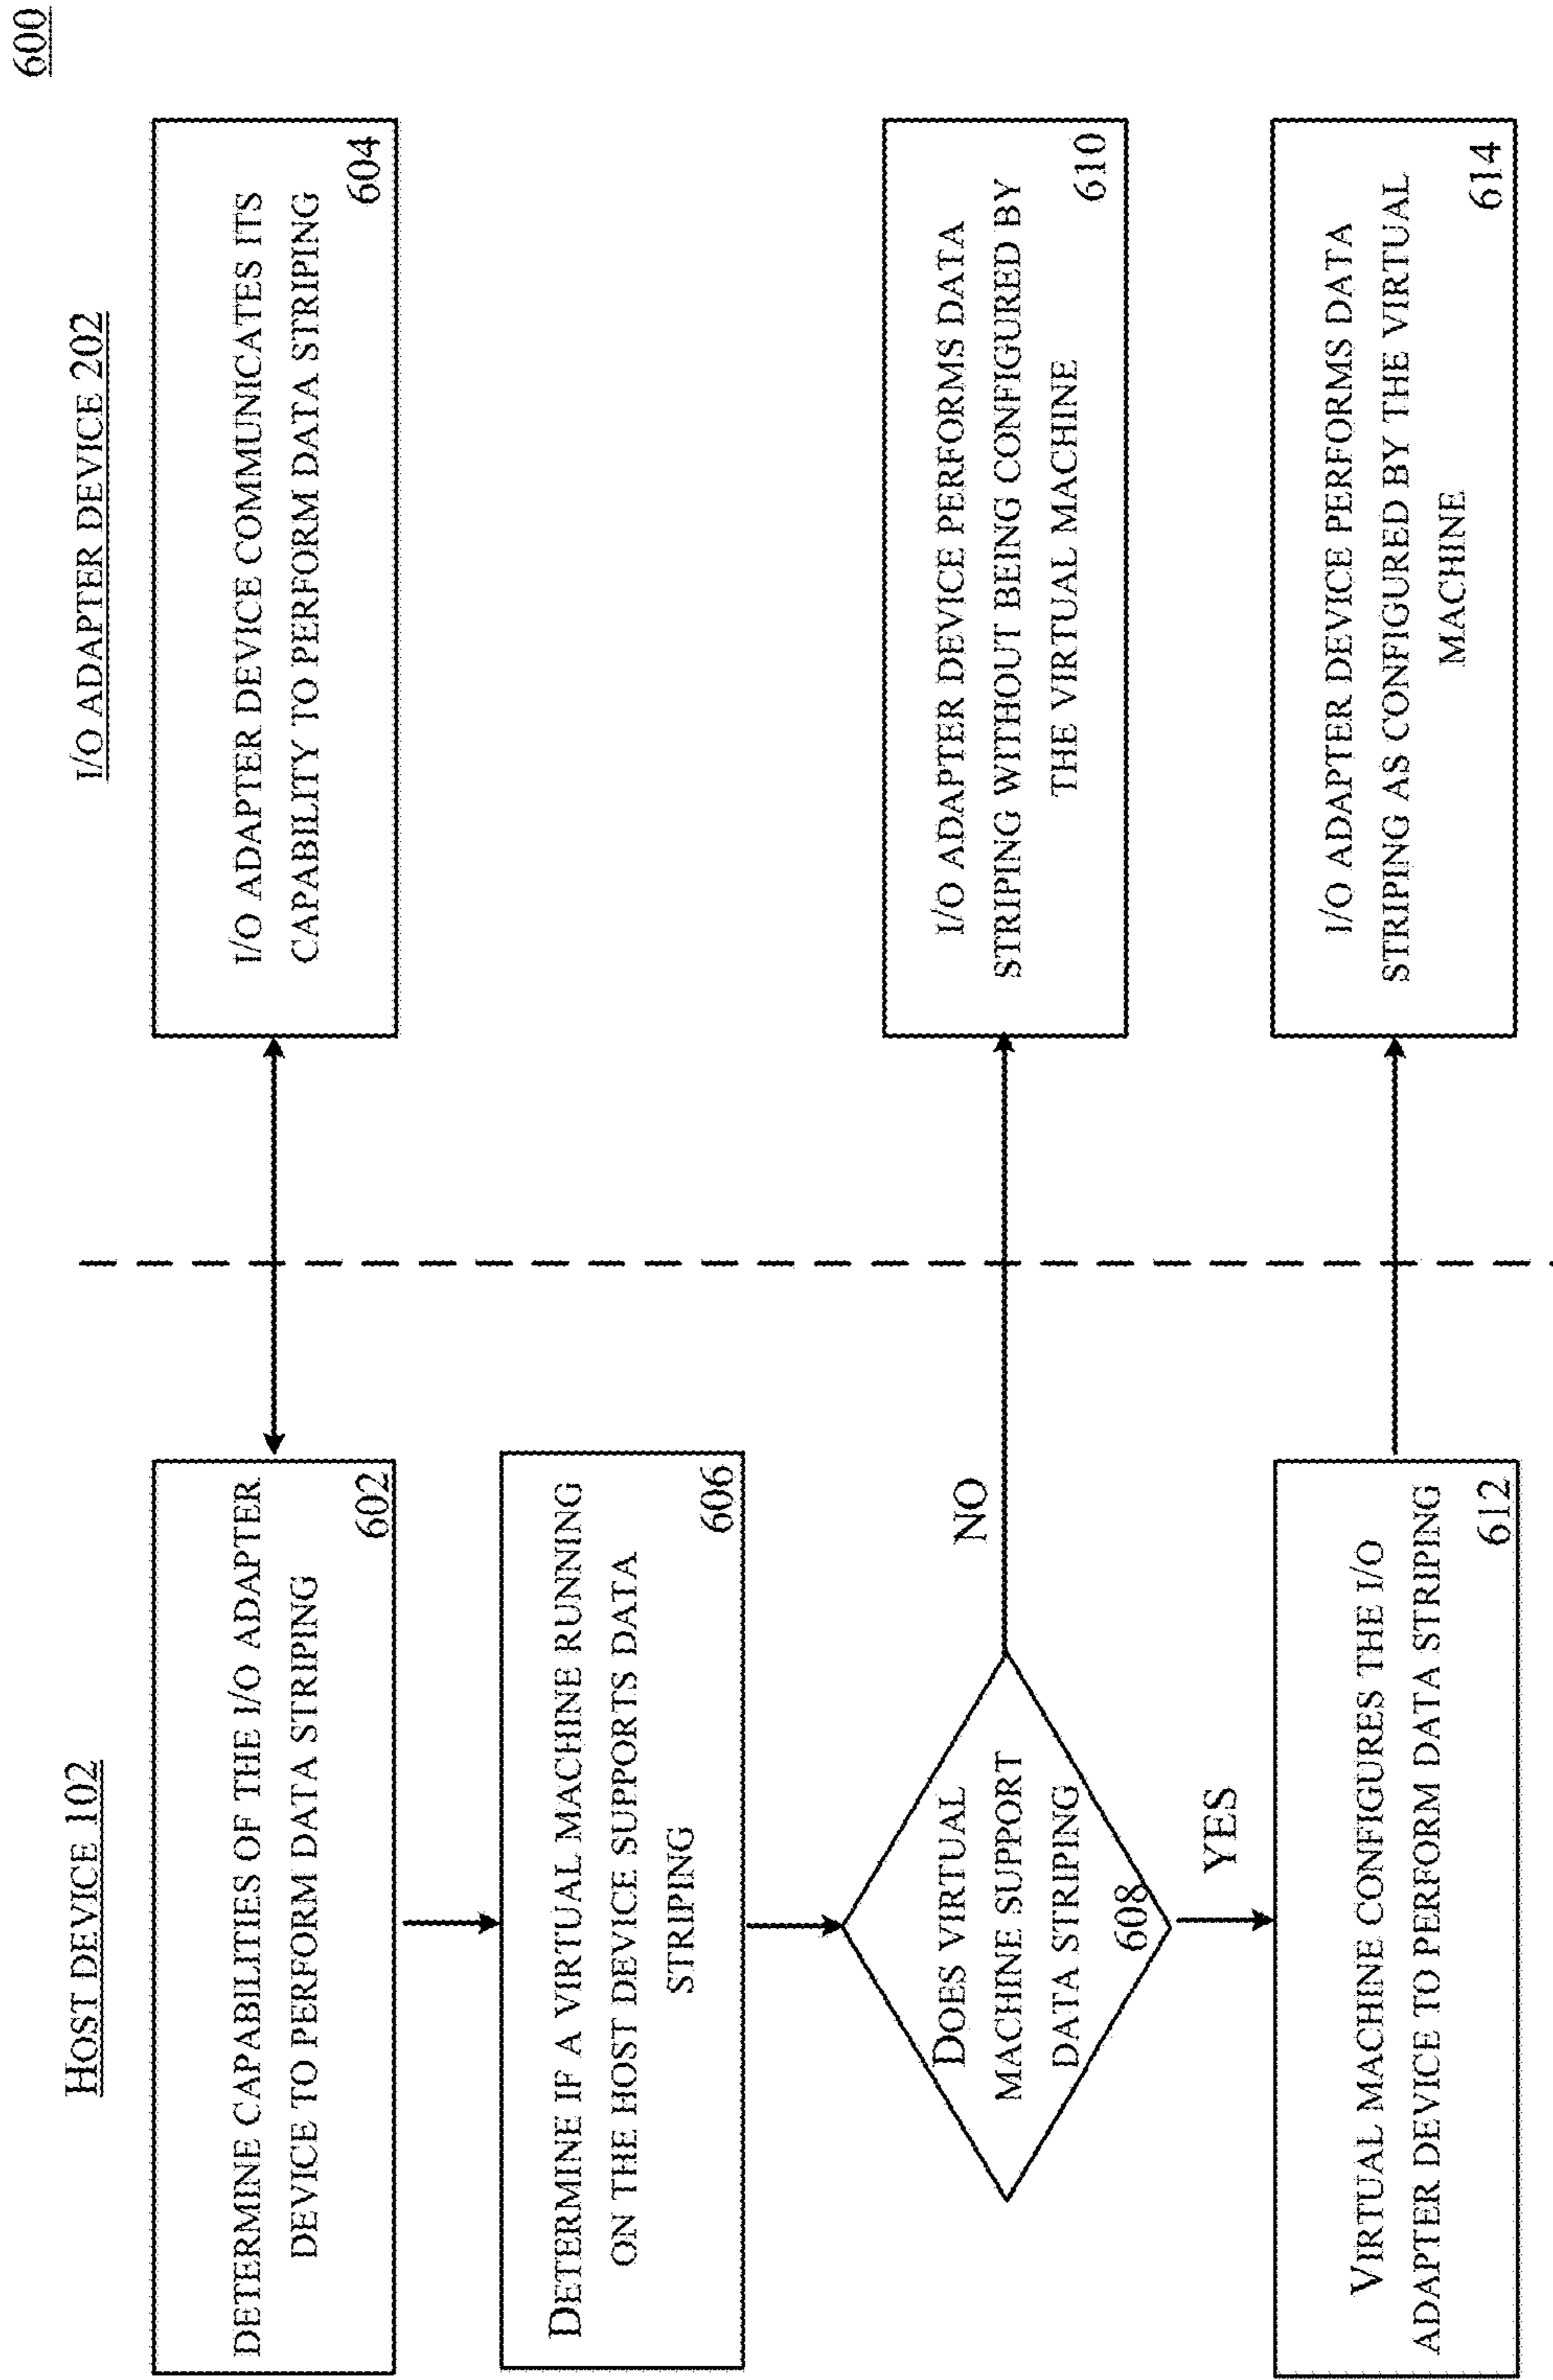 600
HOST DEVICE 102
I/O ADAPTER DEVICE 202
DETERMINE CAPABILITIES OF THE I/O ADAPTER
DEVICE TO PERFORM DATA STRIPING
602
I/O ADAPTER DEVICE COMMUNICATES ITS
CAPABILITY TO PERFORM DATA STRIPING
604
DETERMINE IF A VIRTUAL MACHINE RUNNING
ON THE HOST DEVICE SUPPORTS DATA
STRIPING
606
DOES VIRTUAL
MACHINE SUPPORT
DATA STRIPING
608
NO
I/O ADAPTER DEVICE PERFORMS DATA
STRIPING WITHOUT BEING CONFIGURED BY
THE VIRTUAL MACHINE
610
YES
VIRTUAL MACHINE CONFIGURES THE I/O
ADAPTER DEVICE TO PERFORM DATA STRIPING
612
I/O ADAPTER DEVICE PERFORMS DATA
STRIPING AS CONFIGURED BY THE VIRTUAL
MACHINE
614